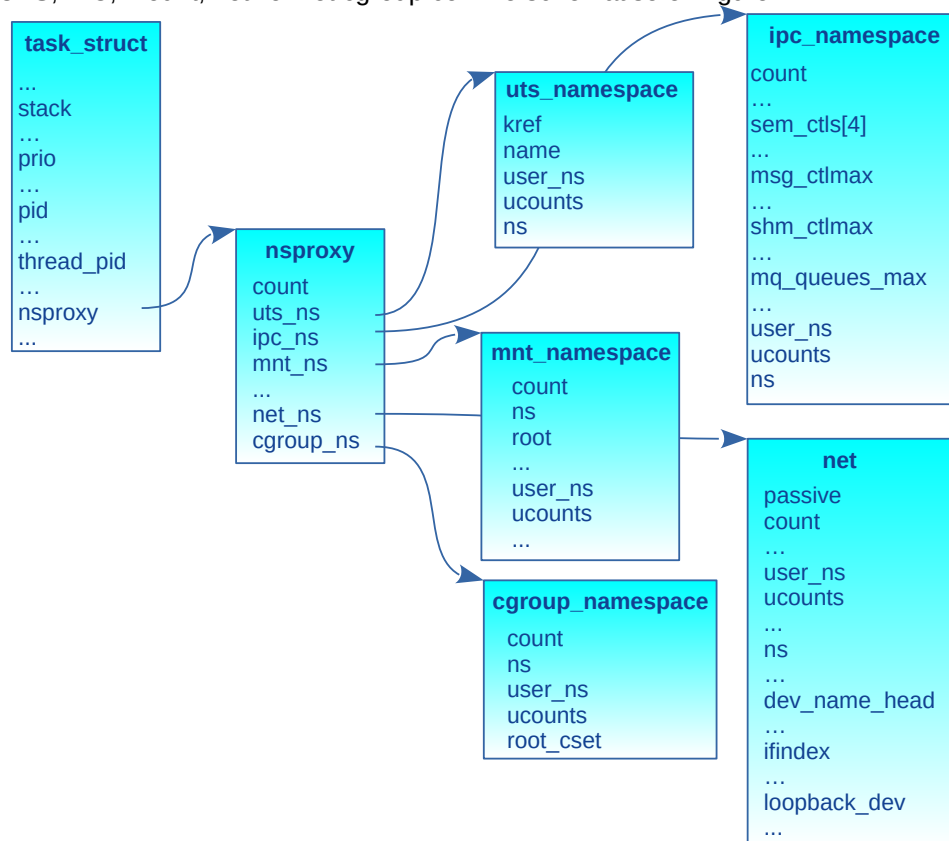 task_struct
...
stack
…
prio
…
pid
…
thread_pid
…
nsproxy
...
nsproxy
count
uts_ns
ipc_ns
mnt_ns
...
net_ns
cgroup_ns
uts_namespace
kref
name
user_ns
ucounts
ns
mnt_namespace
count
ns
root
...
user_ns
ucounts
...
cgroup_namespace
count
ns
user_ns
ucounts
root_cset
ipc_namespace
count
…
sem_ctls[4]
...
msg_ctlmax
…
shm_ctlmax
…
mq_queues_max
…
user_ns
ucounts
ns
net
passive
count
…
user_ns
ucounts
...
ns
…
dev_name_head
…
ifindex
…
loopback_dev
...